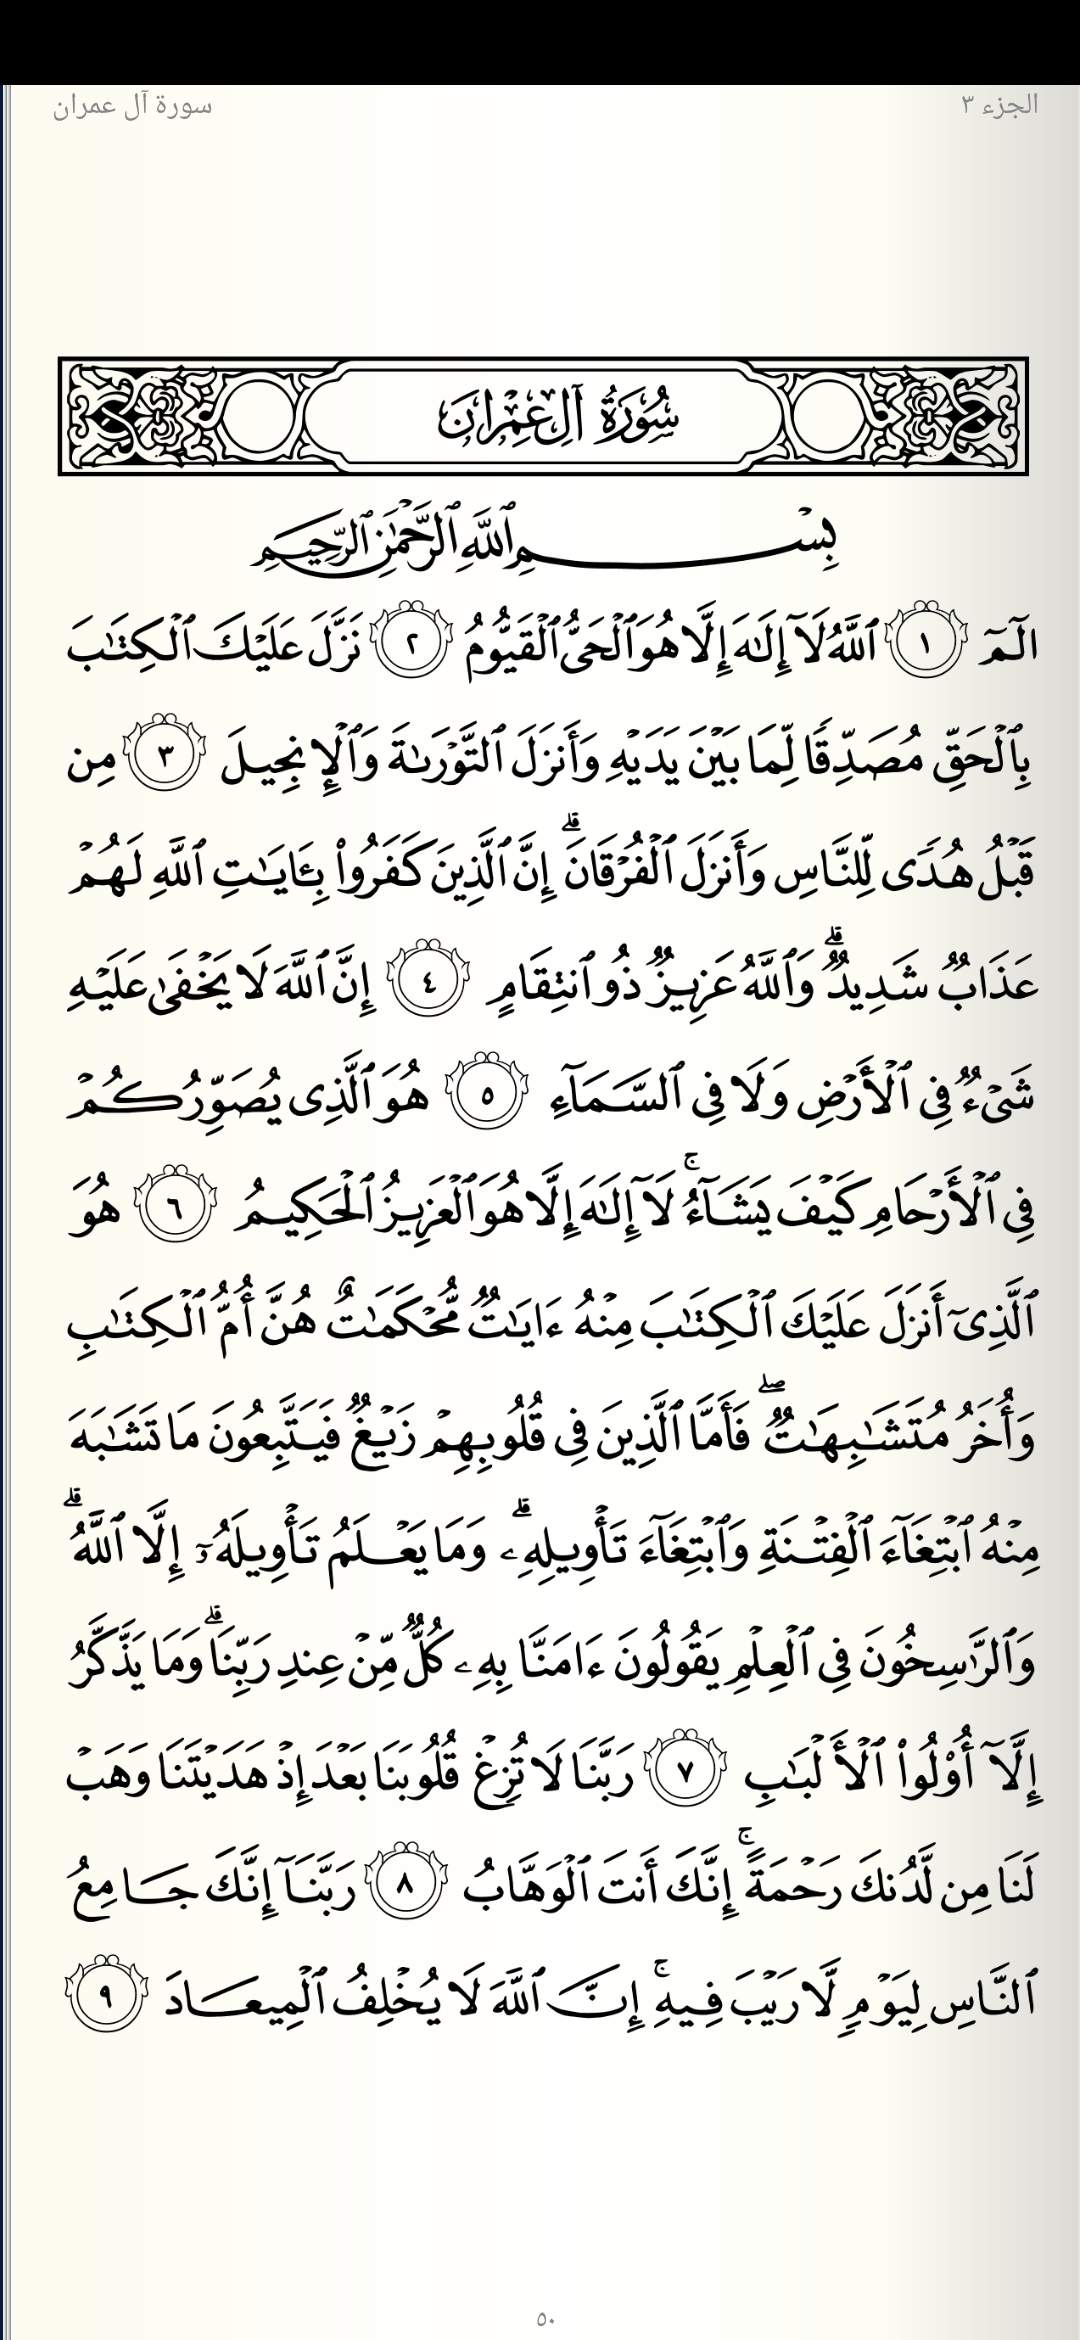 الجزء ٣
سورة آل عمران
سُورَةُ آلِ عِمْرَانَ
بِسْمِ ٱللَّهِ ٱلرَّحْمَٰنِ ٱلرَّحِيمِ
الٓمٓ ١ ٱللَّهُ لَآ إِلَٰهَ إِلَّا هُوَ ٱلْحَىُّ ٱلْقَيُّومُ ٢ نَزَّلَ عَلَيْكَ ٱلْكِتَٰبَ
بِٱلْحَقِّ مُصَدِّقًا لِّمَا بَيْنَ يَدَيْهِ وَأَنزَلَ ٱلتَّوْرَىٰةَ وَٱلْإِنجِيلَ ٣ مِن
قَبْلُ هُدًى لِّلنَّاسِ وَأَنزَلَ ٱلْفُرْقَانَ ۗ إِنَّ ٱلَّذِينَ كَفَرُوا۟ بِـَٔايَٰتِ ٱللَّهِ لَهُمْ
عَذَابٌ شَدِيدٌ ۗ وَٱللَّهُ عَزِيزٌ ذُو ٱنتِقَامٍ ٤ إِنَّ ٱللَّهَ لَا يَخْفَىٰ عَلَيْهِ
شَىْءٌ فِى ٱلْأَرْضِ وَلَا فِى ٱلسَّمَآءِ ٥ هُوَ ٱلَّذِى يُصَوِّرُكُمْ
فِى ٱلْأَرْحَامِ كَيْفَ يَشَآءُ ۚ لَآ إِلَٰهَ إِلَّا هُوَ ٱلْعَزِيزُ ٱلْحَكِيمُ ٦ هُوَ
ٱلَّذِىٓ أَنزَلَ عَلَيْكَ ٱلْكِتَٰبَ مِنْهُ ءَايَٰتٌ مُّحْكَمَٰتٌ هُنَّ أُمُّ ٱلْكِتَٰبِ
وَأُخَرُ مُتَشَٰبِهَٰتٌ ۖ فَأَمَّا ٱلَّذِينَ فِى قُلُوبِهِمْ زَيْغٌ فَيَتَّبِعُونَ مَا تَشَٰبَهَ
مِنْهُ ٱبْتِغَآءَ ٱلْفِتْنَةِ وَٱبْتِغَآءَ تَأْوِيلِهِۦ ۗ وَمَا يَعْلَمُ تَأْوِيلَهُۥٓ إِلَّا ٱللَّهُ ۗ
وَٱلرَّٰسِخُونَ فِى ٱلْعِلْمِ يَقُولُونَ ءَامَنَّا بِهِۦ كُلٌّ مِّنْ عِندِ رَبِّنَا ۗ وَمَا يَذَّكَّرُ
إِلَّآ أُو۟لُوا۟ ٱلْأَلْبَٰبِ ٧ رَبَّنَا لَا تُزِغْ قُلُوبَنَا بَعْدَ إِذْ هَدَيْتَنَا وَهَبْ
لَنَا مِن لَّدُنكَ رَحْمَةً ۚ إِنَّكَ أَنتَ ٱلْوَهَّابُ ٨ رَبَّنَآ إِنَّكَ جَامِعُ
ٱلنَّاسِ لِيَوْمٍ لَّا رَيْبَ فِيهِ ۚ إِنَّ ٱللَّهَ لَا يُخْلِفُ ٱلْمِيعَادَ ٩
٥٠